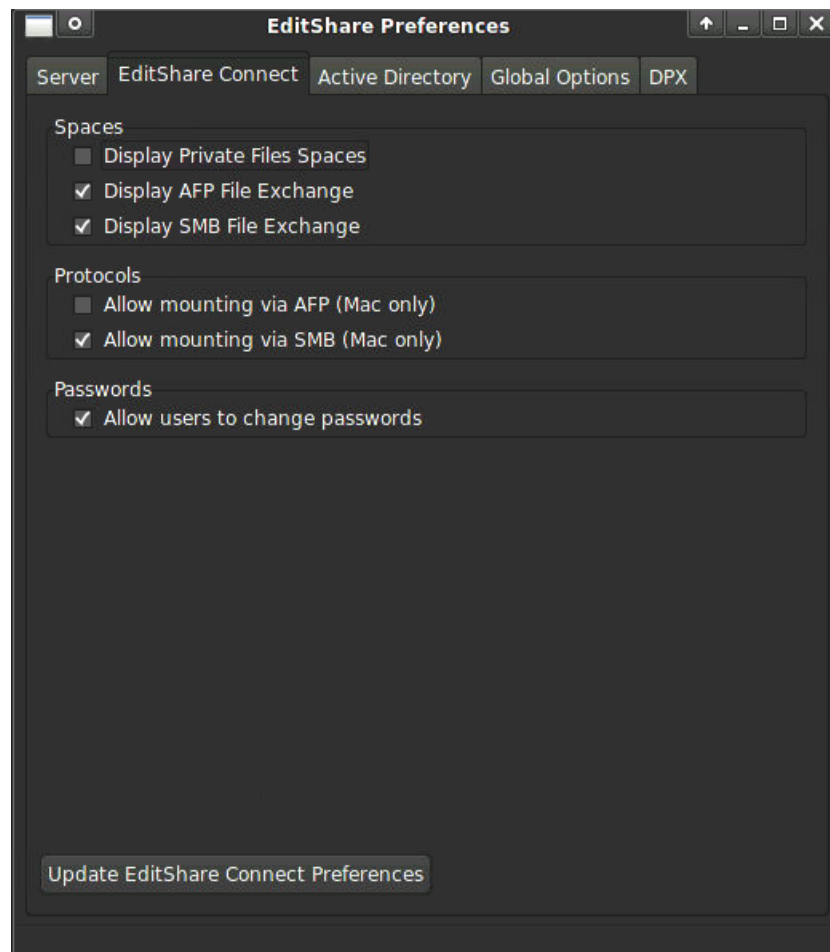 EditShare Preferences
Server EditShare Connect Active Directory Global Options DPX
Spaces
Display Private Files Spaces
Display AFP File Exchange
Display SMB File Exchange
Protocols
Allow mounting via AFP (Mac only)
Allow mounting via SMB (Mac only)
Passwords
Allow users to change passwords
Update EditShare Connect Preferences